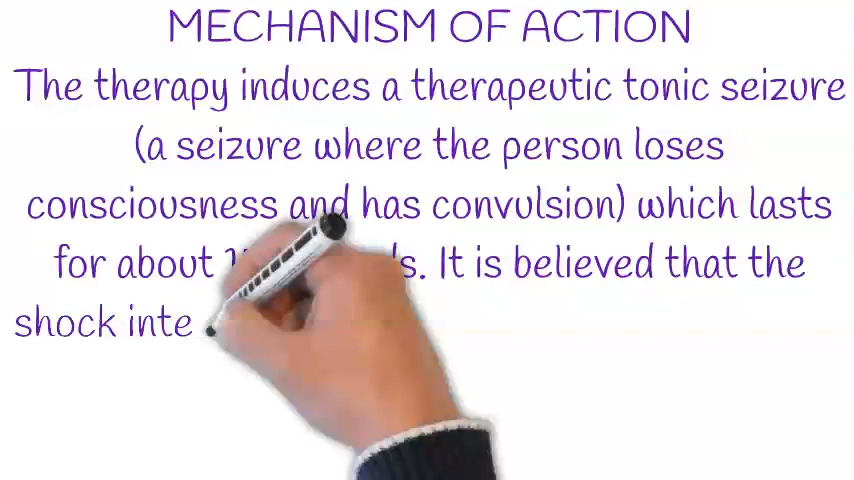 MECHANISM OF ACTION
The therapy induces a therapeutic tonic seizure
(a seizure where the person loses
consciousness and has convulsion) which lasts
for about. It is believed that the
shock inte